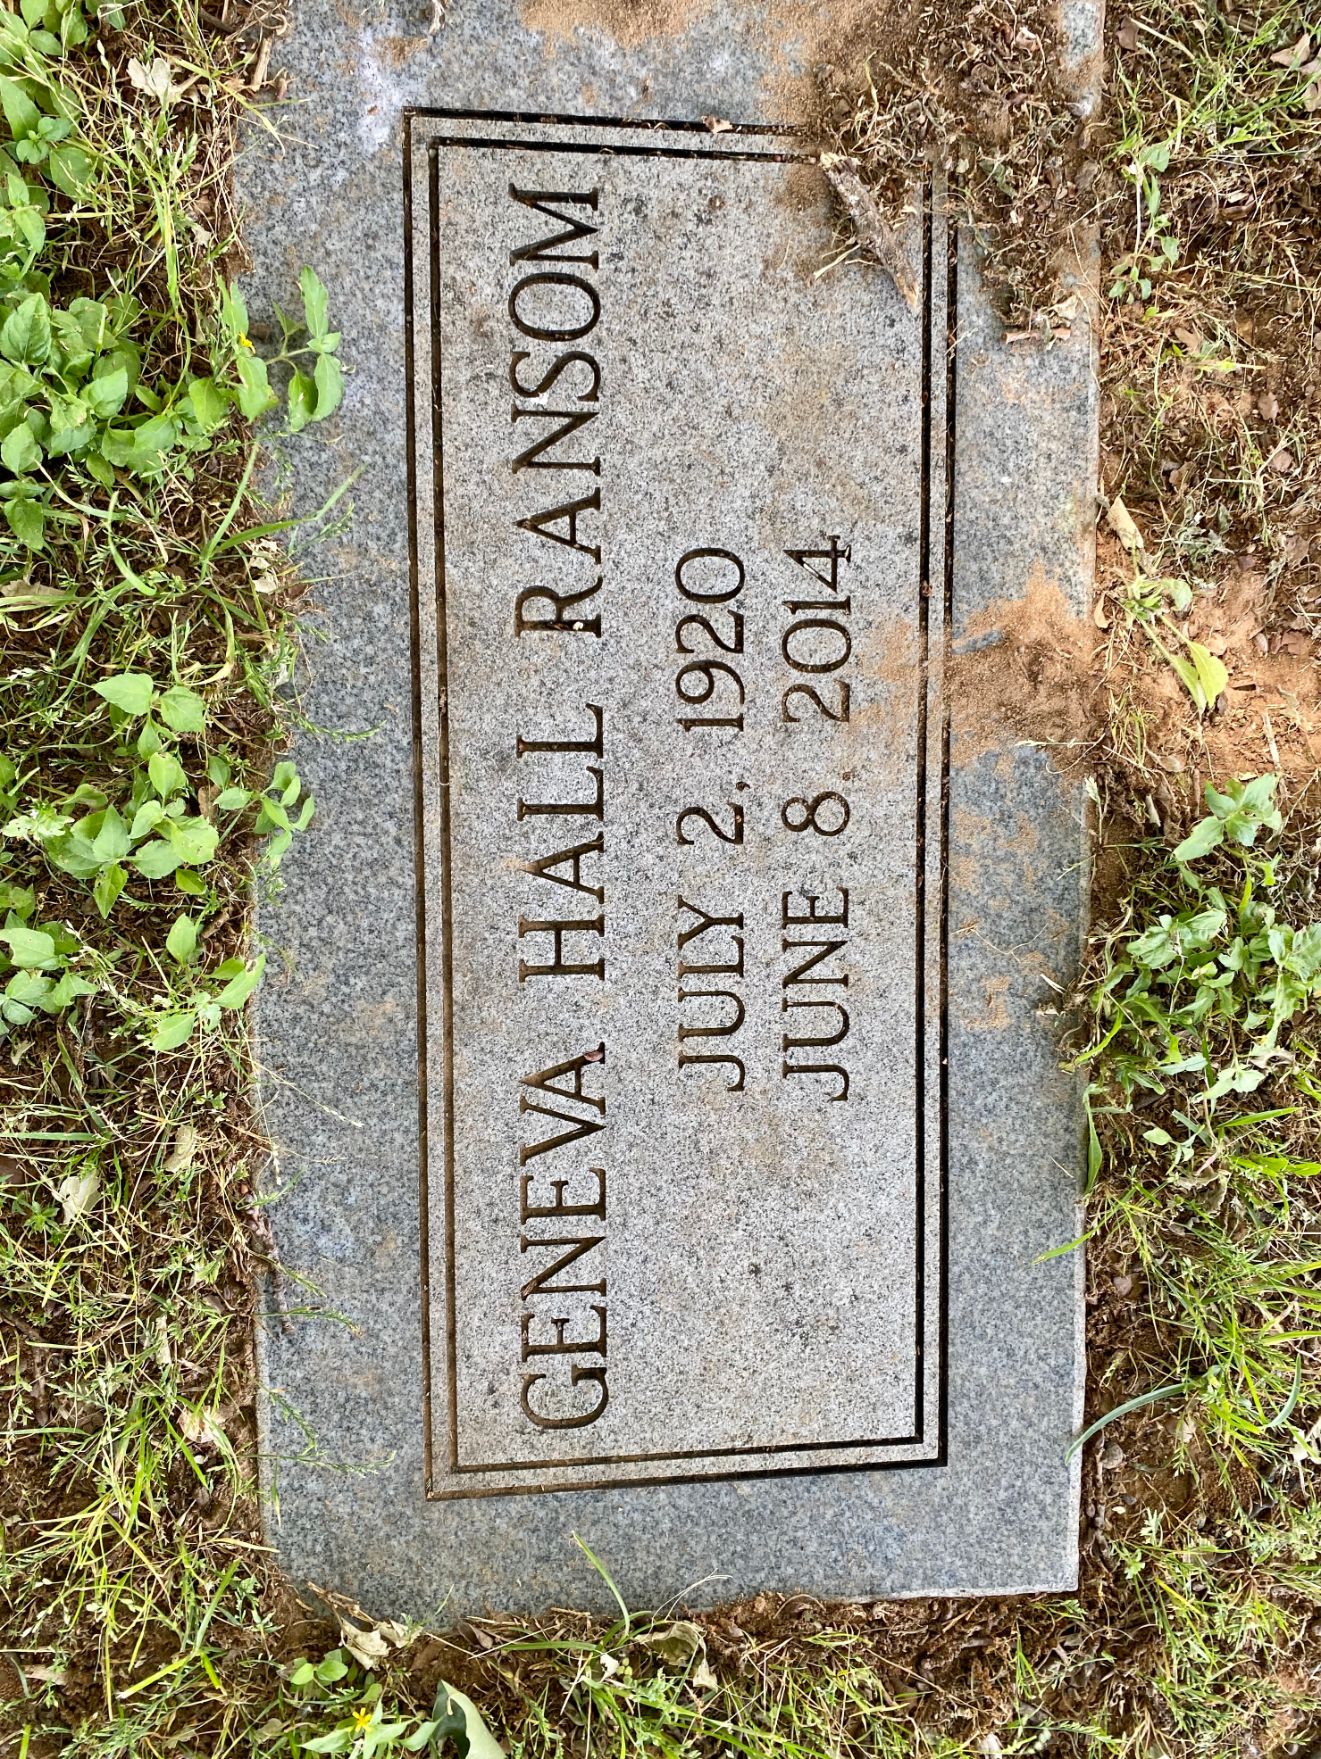 GENEVA HALL RANSOM
JULY 2, 1920
JUNE 8, 2014